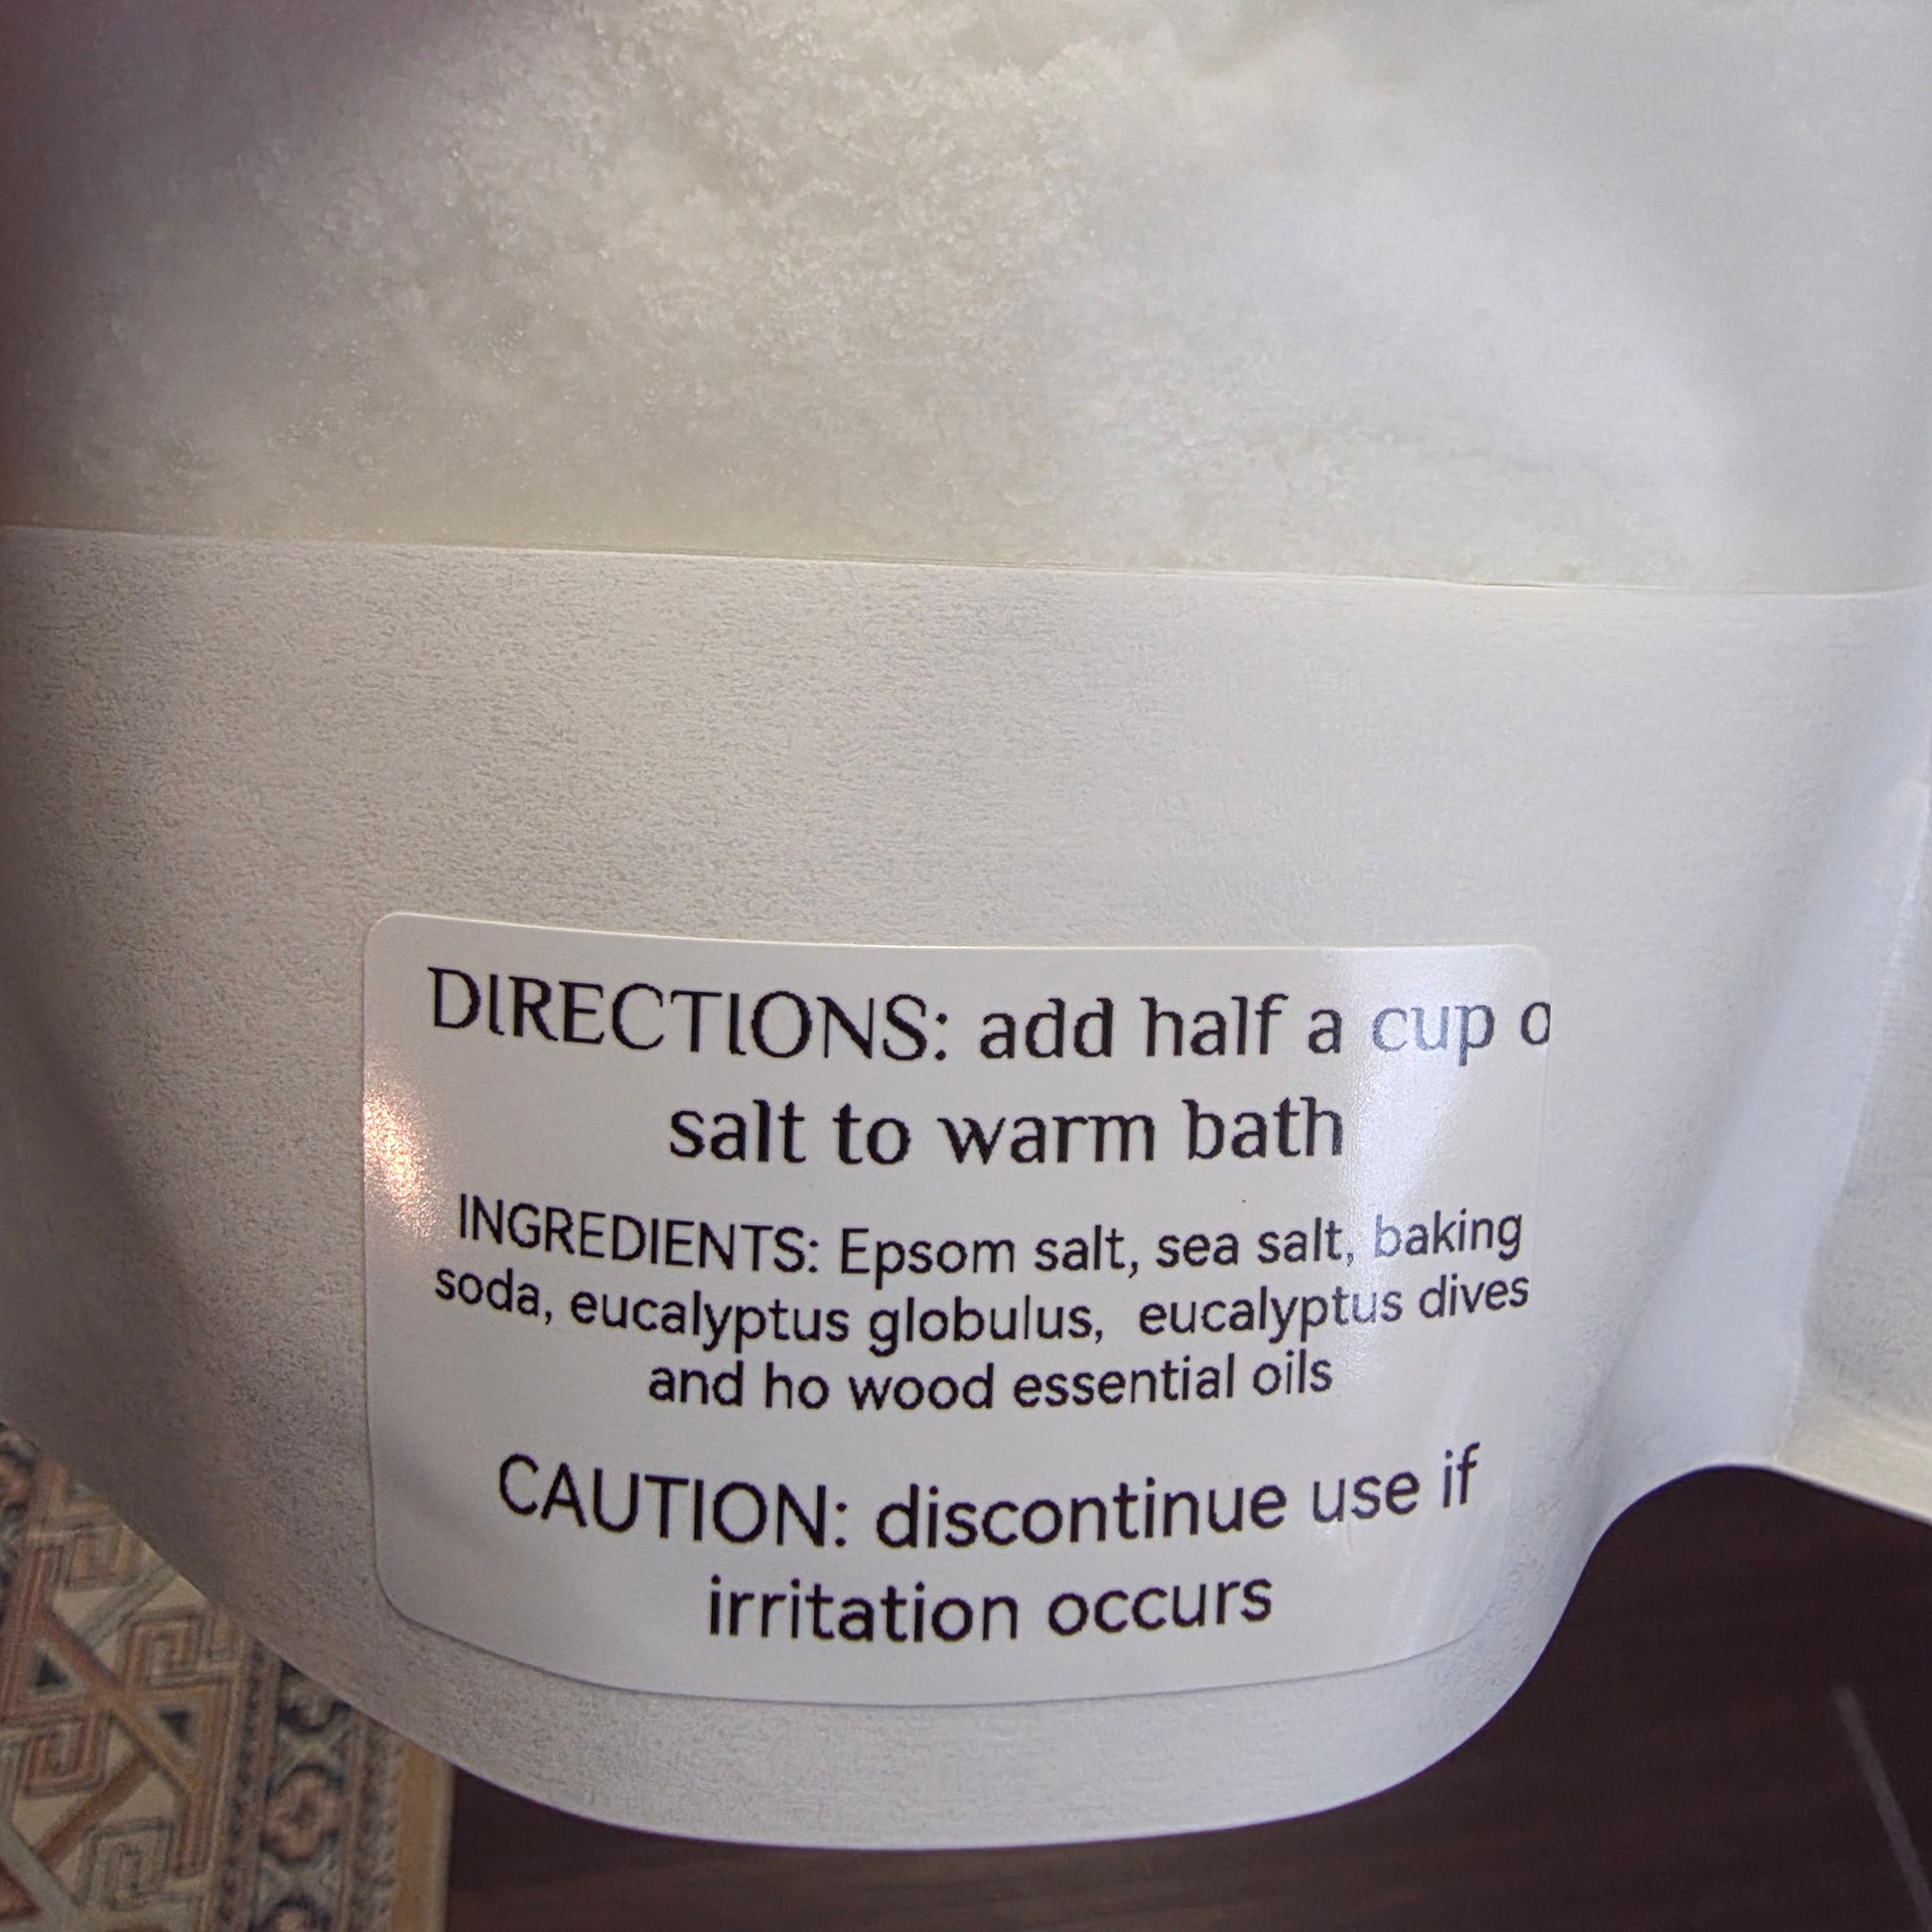 DIRECTIONS: add half a cup o
salt to warm bath
INGREDIENTS: Epsom salt, sea salt, baking
soda, eucalyptus globulus, eucalyptus dives
and ho wood essential oils
CAUTION: discontinue use if
irritation occurs